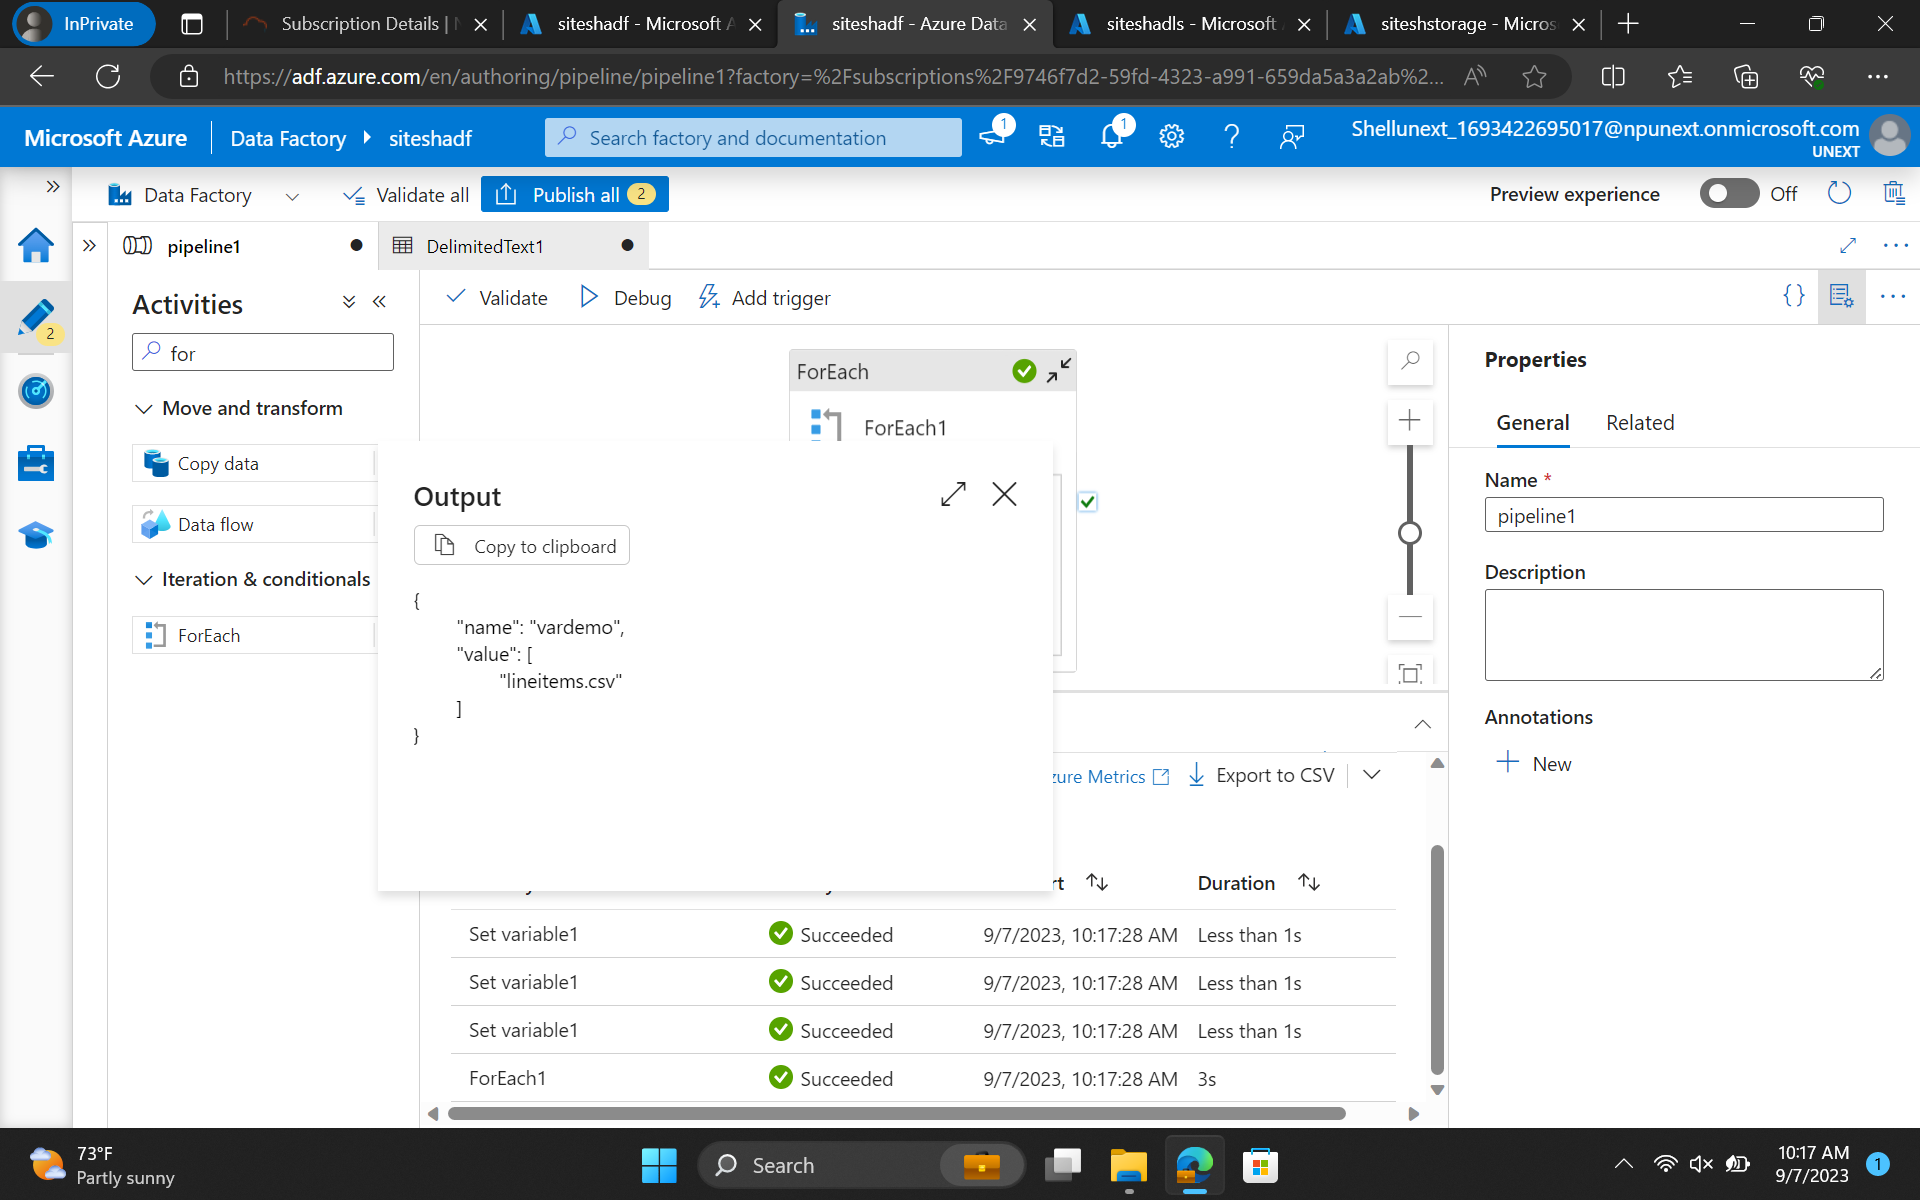 InPrivate
Subscription Details | N
siteshadf - Microsoft A
siteshadf - Azure Data
siteshadls - Microsoft
siteshstorage - Micros
https://adf.azure.com/en/authoring/pipeline/pipeline1?factory=%2Fsubscriptions%2F9746f7d2-59fd-4323-a991-659da5a3a2ab%2...
Microsoft Azure
Data Factory
siteshadf
Search factory and documentation
1
1
Shellunext_1693422695017@npunext.onmicrosoft.com
UNEXT
Data Factory
Validate all
Publish all 2
Preview experience
Off
pipeline1
DelimitedText1
2
Activities
for
Move and transform
Copy data
Data flow
Iteration & conditionals
ForEach
Validate
Debug
Add trigger
ForEach
ForEach1
Output
Copy to clipboard
{
"name": "vardemo",
"value": [
"lineitems.csv"
]
}
zure Metrics
Export to CSV
rt
Duration
Set variable1 Succeeded 9/7/2023, 10:17:28 AM Less than 1s
Set variable1 Succeeded 9/7/2023, 10:17:28 AM Less than 1s
Set variable1 Succeeded 9/7/2023, 10:17:28 AM Less than 1s
ForEach1 Succeeded 9/7/2023, 10:17:28 AM 3s
Properties
General
Related
Name *
pipeline1
Description
Annotations
New
73°F
Partly sunny
Search
10:17 AM
9/7/2023
1